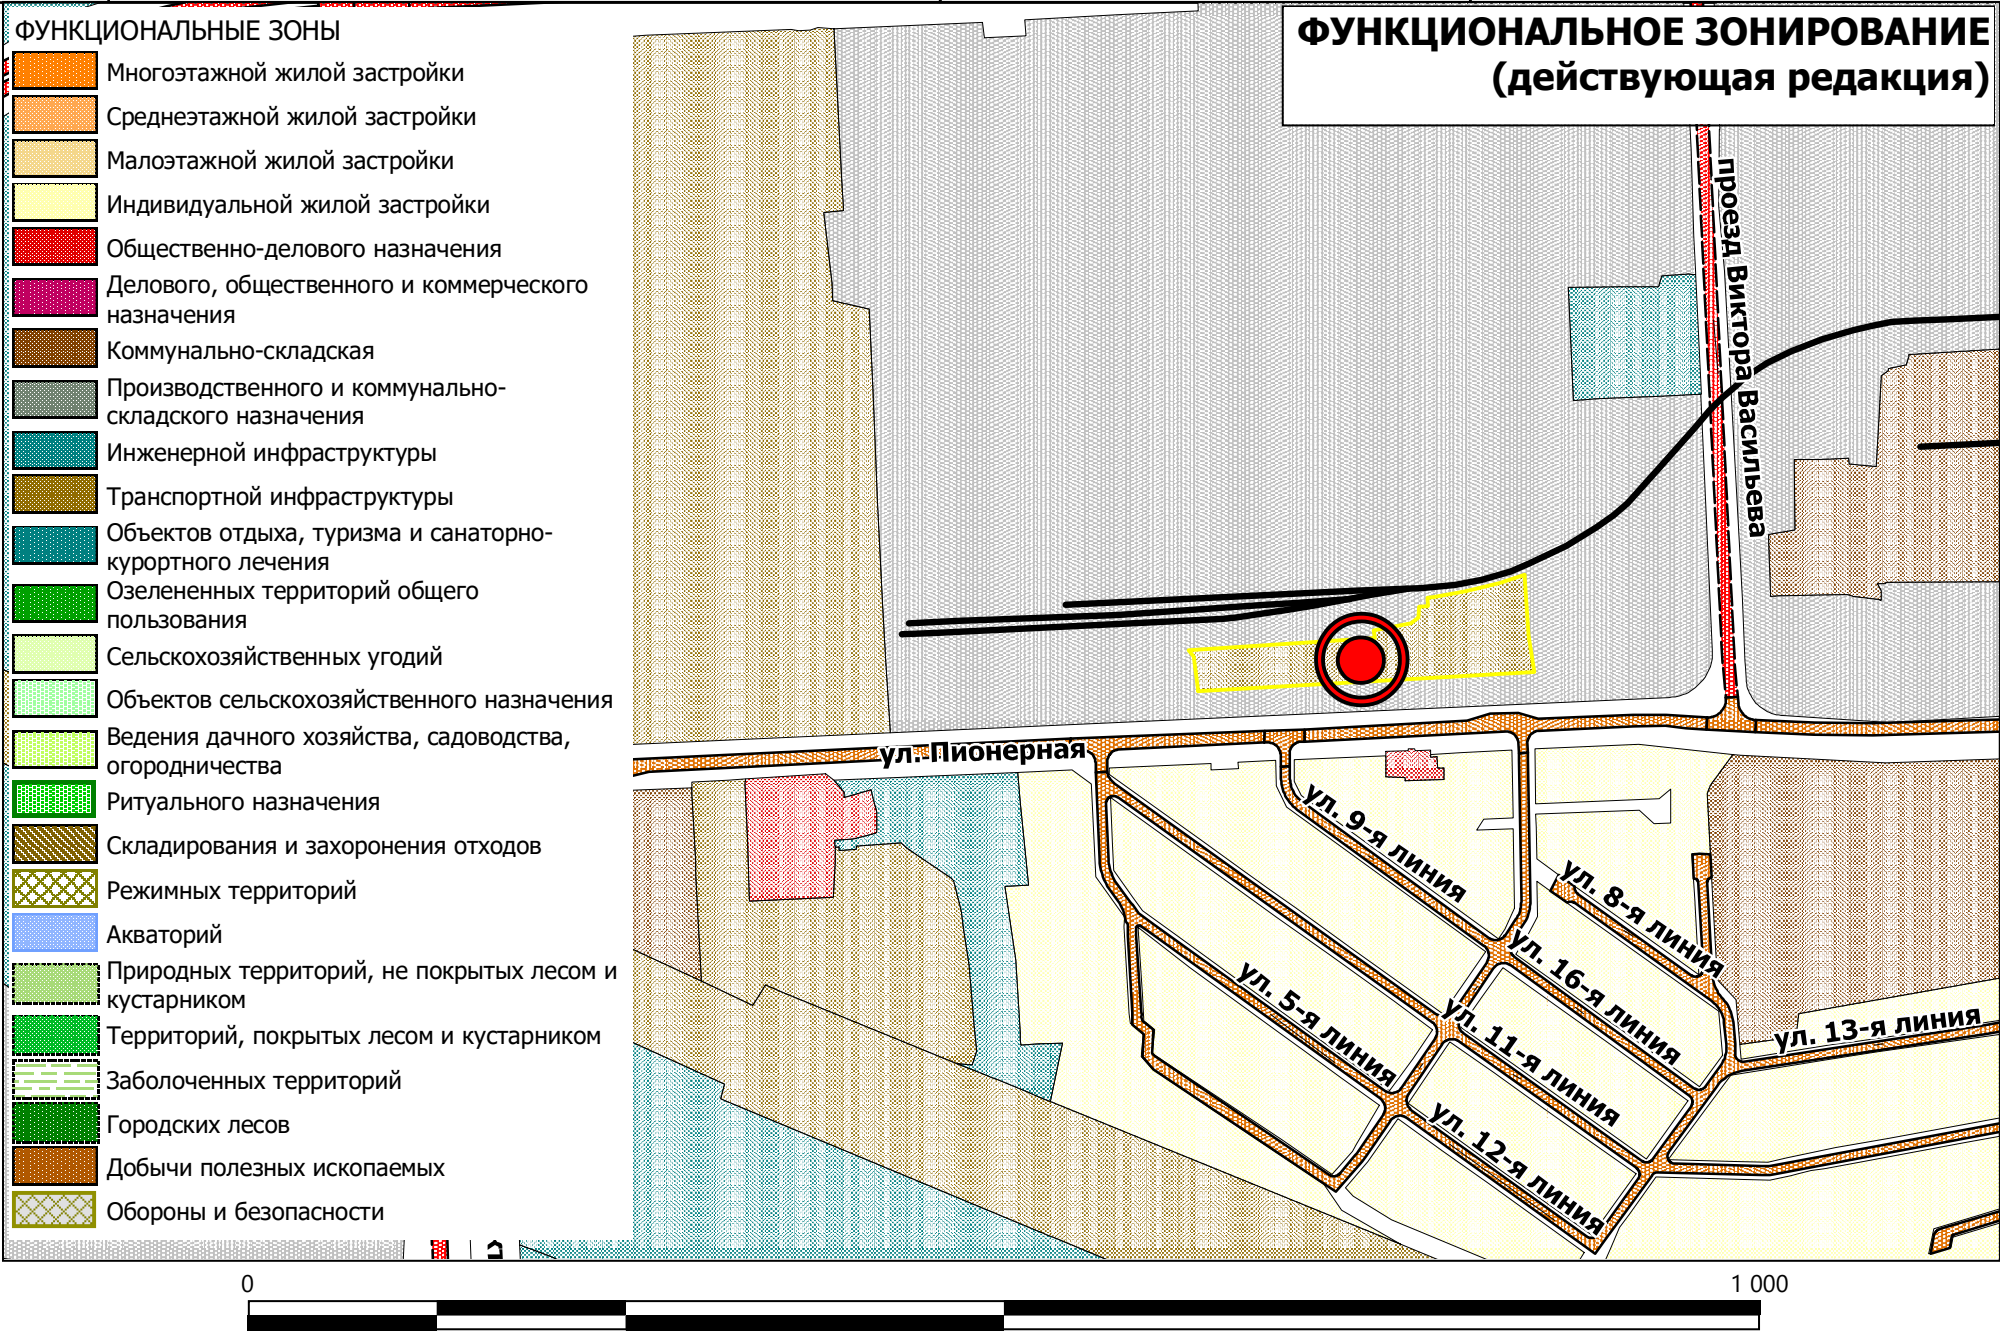 ФУНКЦИОНАЛЬНЫЕ ЗОНЫ
Многоэтажной жилой застройки
Среднеэтажной жилой застройки
Малоэтажной жилой застройки
Индивидуальной жилой застройки
Общественно-делового назначения
Делового, общественного и коммерческого
назначения
Коммунально-складская
Производственного и коммунально-
складского назначения
Инженерной инфраструктуры
Транспортной инфраструктуры
Объектов отдыха, туризма и санаторно-
курортного лечения
Озелененных территорий общего
пользования
Сельскохозяйственных угодий
Объектов сельскохозяйственного назначения
Ведения дачного хозяйства, садоводства,
огородничества
Ритуального назначения
Складирования и захоронения отходов
Режимных территорий
Акваторий
Природных территорий, не покрытых лесом и
кустарником
Территорий, покрытых лесом и кустарником
Заболоченных территорий
Городских лесов
Добычи полезных ископаемых
Обороны и безопасности
ФУНКЦИОНАЛЬНОЕ ЗОНИРОВАНИЕ
(действующая редакция)
проезд Виктора Васильева
ул. Пионерная
ул. 9-я линия
ул. 8-я линия
ул. 16-я линия
ул. 5-я линия
ул. 11-я линия
ул. 13-я линия
ул. 12-я линия
0
1 000